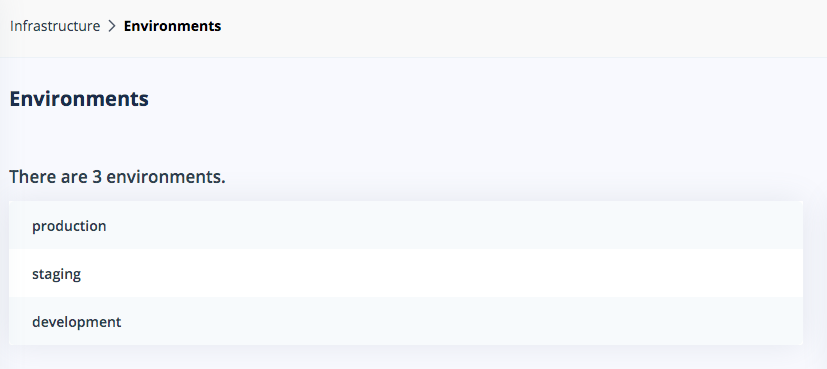 Infrastructure > Environments
Environments
There are 3 environments.
production
staging
development